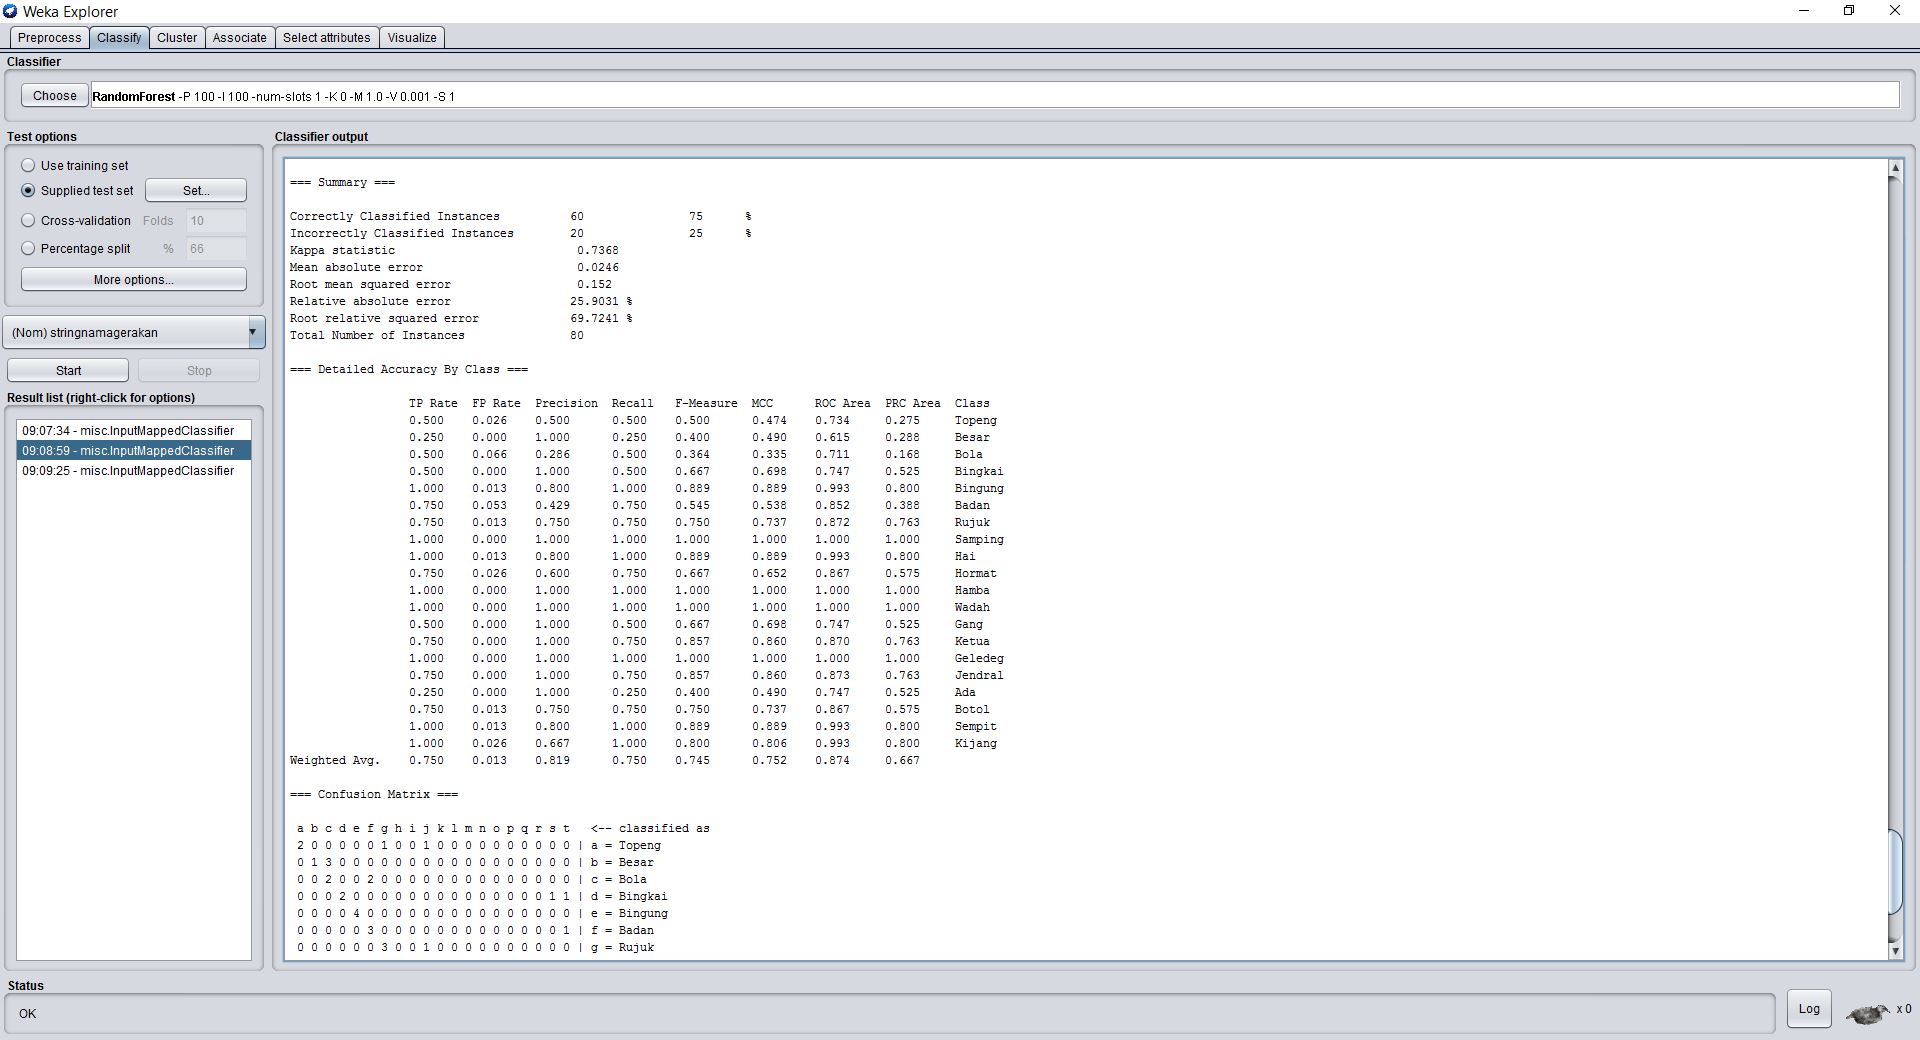 Weka Explorer
Preprocess Classify Cluster Associate Select attributes Visualize
Classifier
Choose RandomForest -P 100 -I 100 -num-slots 1 -K 0 -M 1.0 -V 0.001 -S 1
Test options
Use training set
Supplied test set Set...
Cross-validation Folds 10
Percentage split % 66
More options...
(Nom) stringnamagerakan
Start Stop
Result list (right-click for options)
09:07:34 - misc.InputMappedClassifier
09:08:59 - misc.InputMappedClassifier
09:09:25 - misc.InputMappedClassifier
Classifier output
=== Summary ===
Correctly Classified Instances 60 75 %
Incorrectly Classified Instances 20 25 %
Kappa statistic 0.7368
Mean absolute error 0.0246
Root mean squared error 0.152
Relative absolute error 25.9031 %
Root relative squared error 69.7241 %
Total Number of Instances 80
=== Detailed Accuracy By Class ===
TP Rate FP Rate Precision Recall F-Measure MCC ROC Area PRC Area Class
0.500 0.026 0.500 0.500 0.500 0.474 0.734 0.275 Topeng
0.250 0.000 1.000 0.250 0.400 0.490 0.615 0.288 Besar
0.500 0.066 0.286 0.500 0.364 0.335 0.711 0.168 Bola
0.500 0.000 1.000 0.500 0.667 0.698 0.747 0.525 Bingkai
1.000 0.013 0.800 1.000 0.889 0.889 0.993 0.800 Bingung
0.750 0.053 0.429 0.750 0.545 0.538 0.852 0.388 Badan
0.750 0.013 0.750 0.750 0.750 0.737 0.872 0.763 Rujuk
1.000 0.000 1.000 1.000 1.000 1.000 1.000 1.000 Samping
1.000 0.013 0.800 1.000 0.889 0.889 0.993 0.800 Hai
0.750 0.026 0.600 0.750 0.667 0.652 0.867 0.575 Hormat
1.000 0.000 1.000 1.000 1.000 1.000 1.000 1.000 Hamba
1.000 0.000 1.000 1.000 1.000 1.000 1.000 1.000 Wadah
0.500 0.000 1.000 0.500 0.667 0.698 0.747 0.525 Gang
0.750 0.000 1.000 0.750 0.857 0.860 0.870 0.763 Ketua
1.000 0.000 1.000 1.000 1.000 1.000 1.000 1.000 Geledeg
0.750 0.000 1.000 0.750 0.857 0.860 0.873 0.763 Jendral
0.250 0.000 1.000 0.250 0.400 0.490 0.747 0.525 Ada
0.750 0.013 0.750 0.750 0.750 0.737 0.867 0.575 Botol
1.000 0.013 0.800 1.000 0.889 0.889 0.993 0.800 Sempit
1.000 0.026 0.667 1.000 0.800 0.806 0.993 0.800 Kijang
Weighted Avg. 0.750 0.013 0.819 0.750 0.745 0.752 0.874 0.667
=== Confusion Matrix ===
a b c d e f g h i j k l m n o p q r s t <-- classified as
2 0 0 0 0 0 1 0 0 1 0 0 0 0 0 0 0 0 0 0 | a = Topeng
0 1 3 0 0 0 0 0 0 0 0 0 0 0 0 0 0 0 0 0 | b = Besar
0 0 2 0 0 2 0 0 0 0 0 0 0 0 0 0 0 0 0 0 | c = Bola
0 0 0 2 0 0 0 0 0 0 0 0 0 0 0 0 0 0 1 1 | d = Bingkai
0 0 0 0 4 0 0 0 0 0 0 0 0 0 0 0 0 0 0 0 | e = Bingung
0 0 0 0 0 3 0 0 0 0 0 0 0 0 0 0 0 0 0 1 | f = Badan
0 0 0 0 0 0 3 0 0 1 0 0 0 0 0 0 0 0 0 0 | g = Rujuk
Status
OK
Log x 0